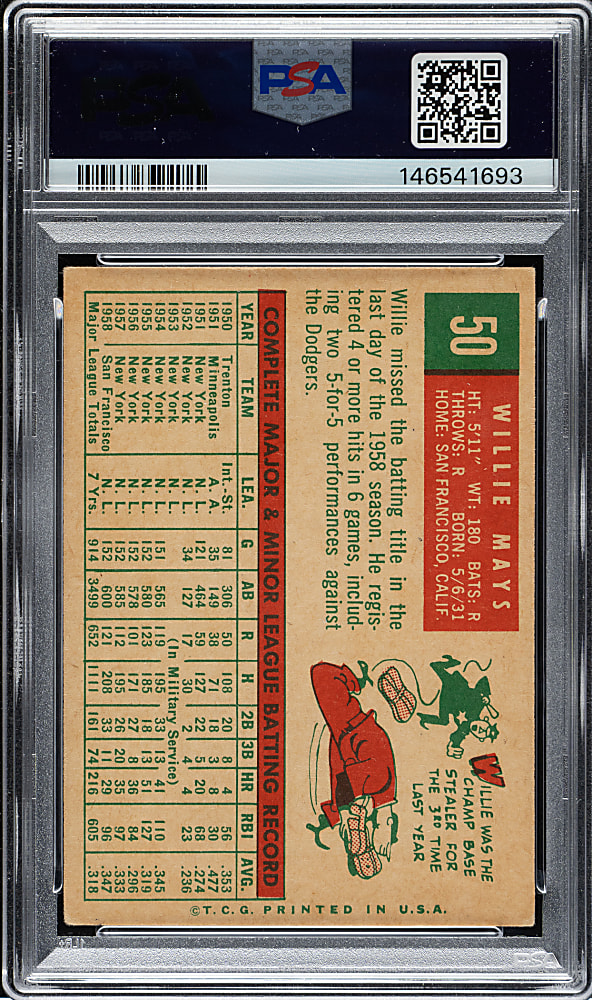 PSA
146541693
50
WILLIE MAYS
HT: 5'11" WT: 180 BATS: R
THROWS: R BORN: 5/6/31
HOME: SAN FRANCISCO, CALIF.
Willie missed the batting title in the
last day of the 1958 season. He regis-
tered 4 or more hits in 6 games, includ-
ing two 5-for-5 performances against
the Dodgers.
WILLIE WAS THE
CHAMP BASE
STEALER FOR
THE 3RD TIME
LAST YEAR
COMPLETE MAJOR & MINOR LEAGUE BATTING RECORD
YEAR TEAM LEA. G AB R H 2B 3B HR RBI AVG.
1950 Trenton Int.-St. 81 306 50 108 20 8 4 56 .353
1951 Minneapolis A. A. 35 149 38 71 18 3 8 30 .477
1951 New York N. L. 121 464 59 127 22 5 20 68 .274
1952 New York N. L. 34 127 17 30 2 4 4 23 .236
1953 New York N. L. (In Military Service)
1954 New York N. L. 151 565 119 195 33 13 41 110 .345
1955 New York N. L. 152 580 123 185 18 13 51 127 .319
1956 New York N. L. 152 578 101 171 27 8 36 84 .296
1957 New York N. L. 152 585 112 195 26 20 35 97 .333
1958 San Francisco N. L. 152 600 121 208 33 11 29 96 .347
Major League Totals 7 Yrs. 914 3499 652 1111 161 74 216 605 .318
©T.C.G. PRINTED IN U.S.A.
PSA